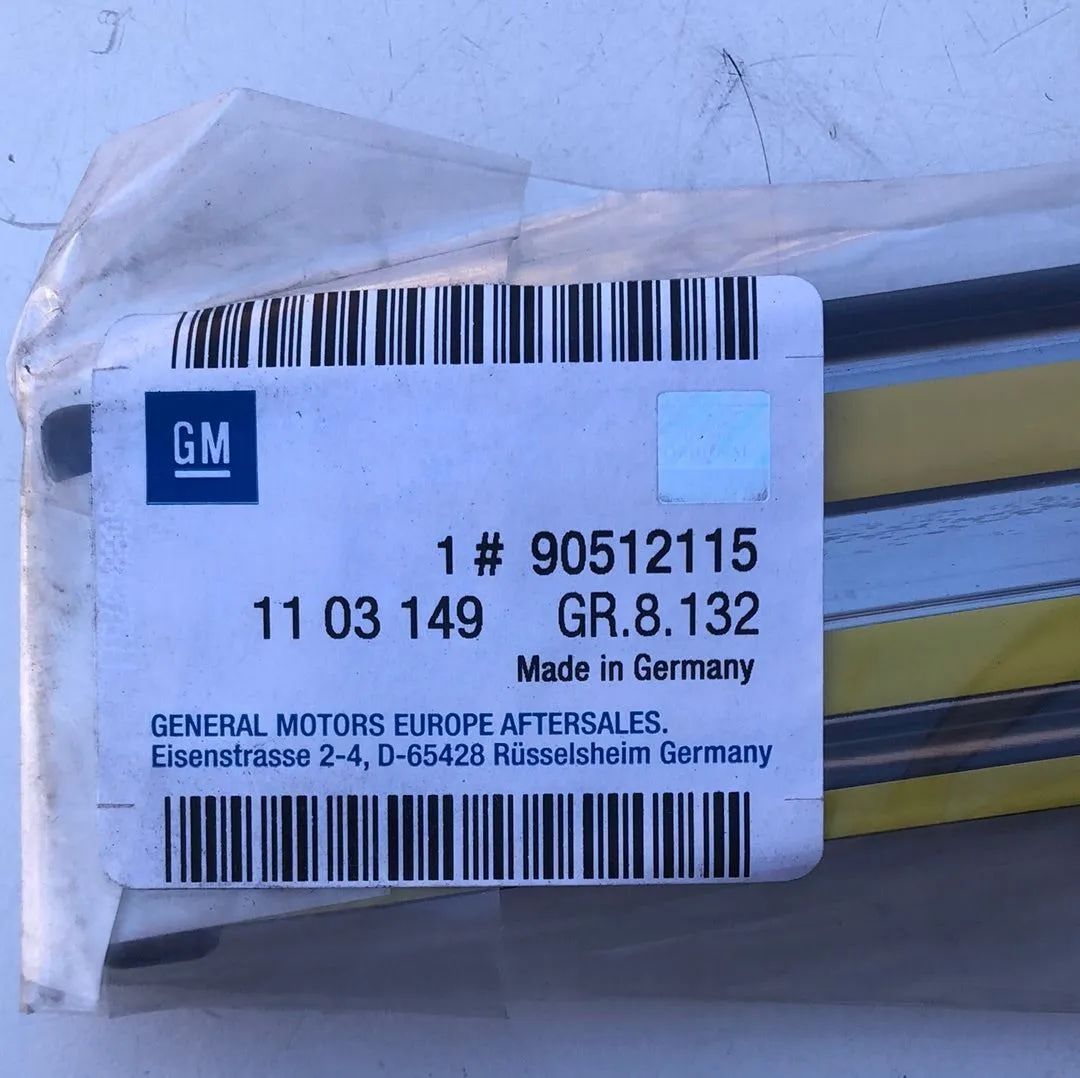 GM
1 # 90512115
11 03 149 GR.8.132
Made in Germany
GENERAL MOTORS EUROPE AFTERSALES.
Eisenstrasse 2-4, D-65428 Rüsselsheim Germany